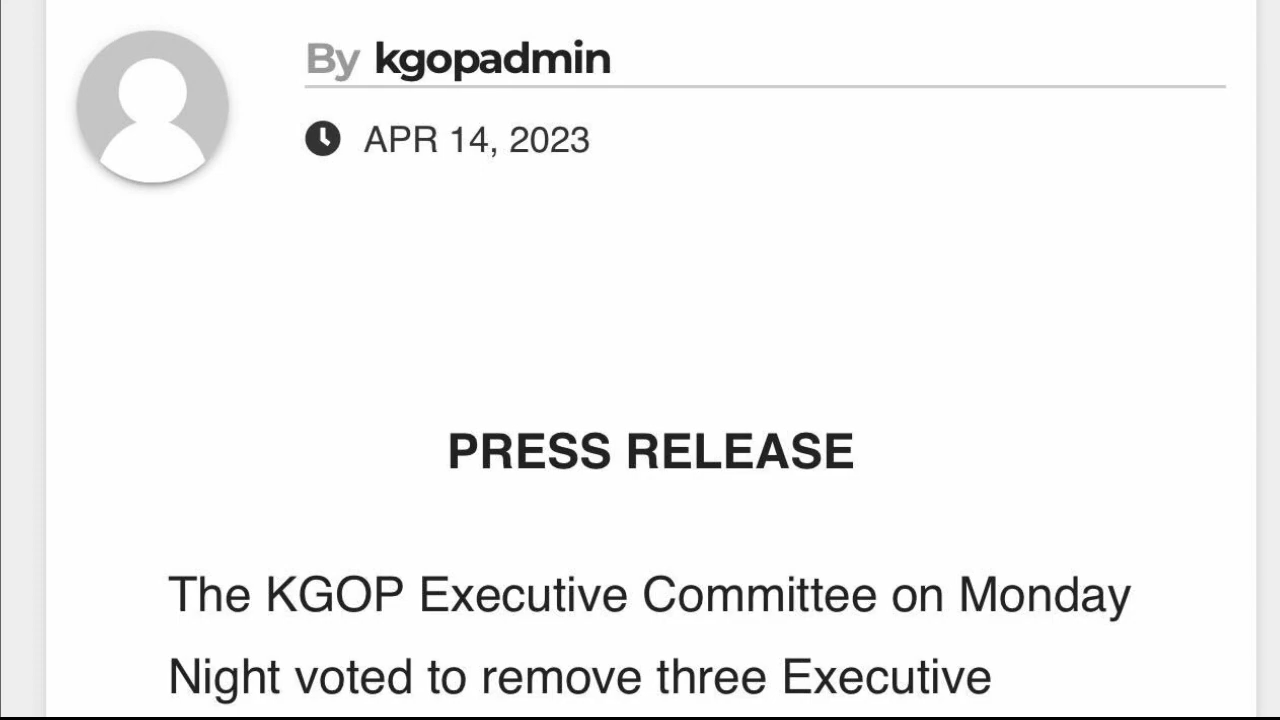 By kgopadmin
APR 14, 2023
PRESS RELEASE
The KGOP Executive Committee on Monday
Night voted to remove three Executive